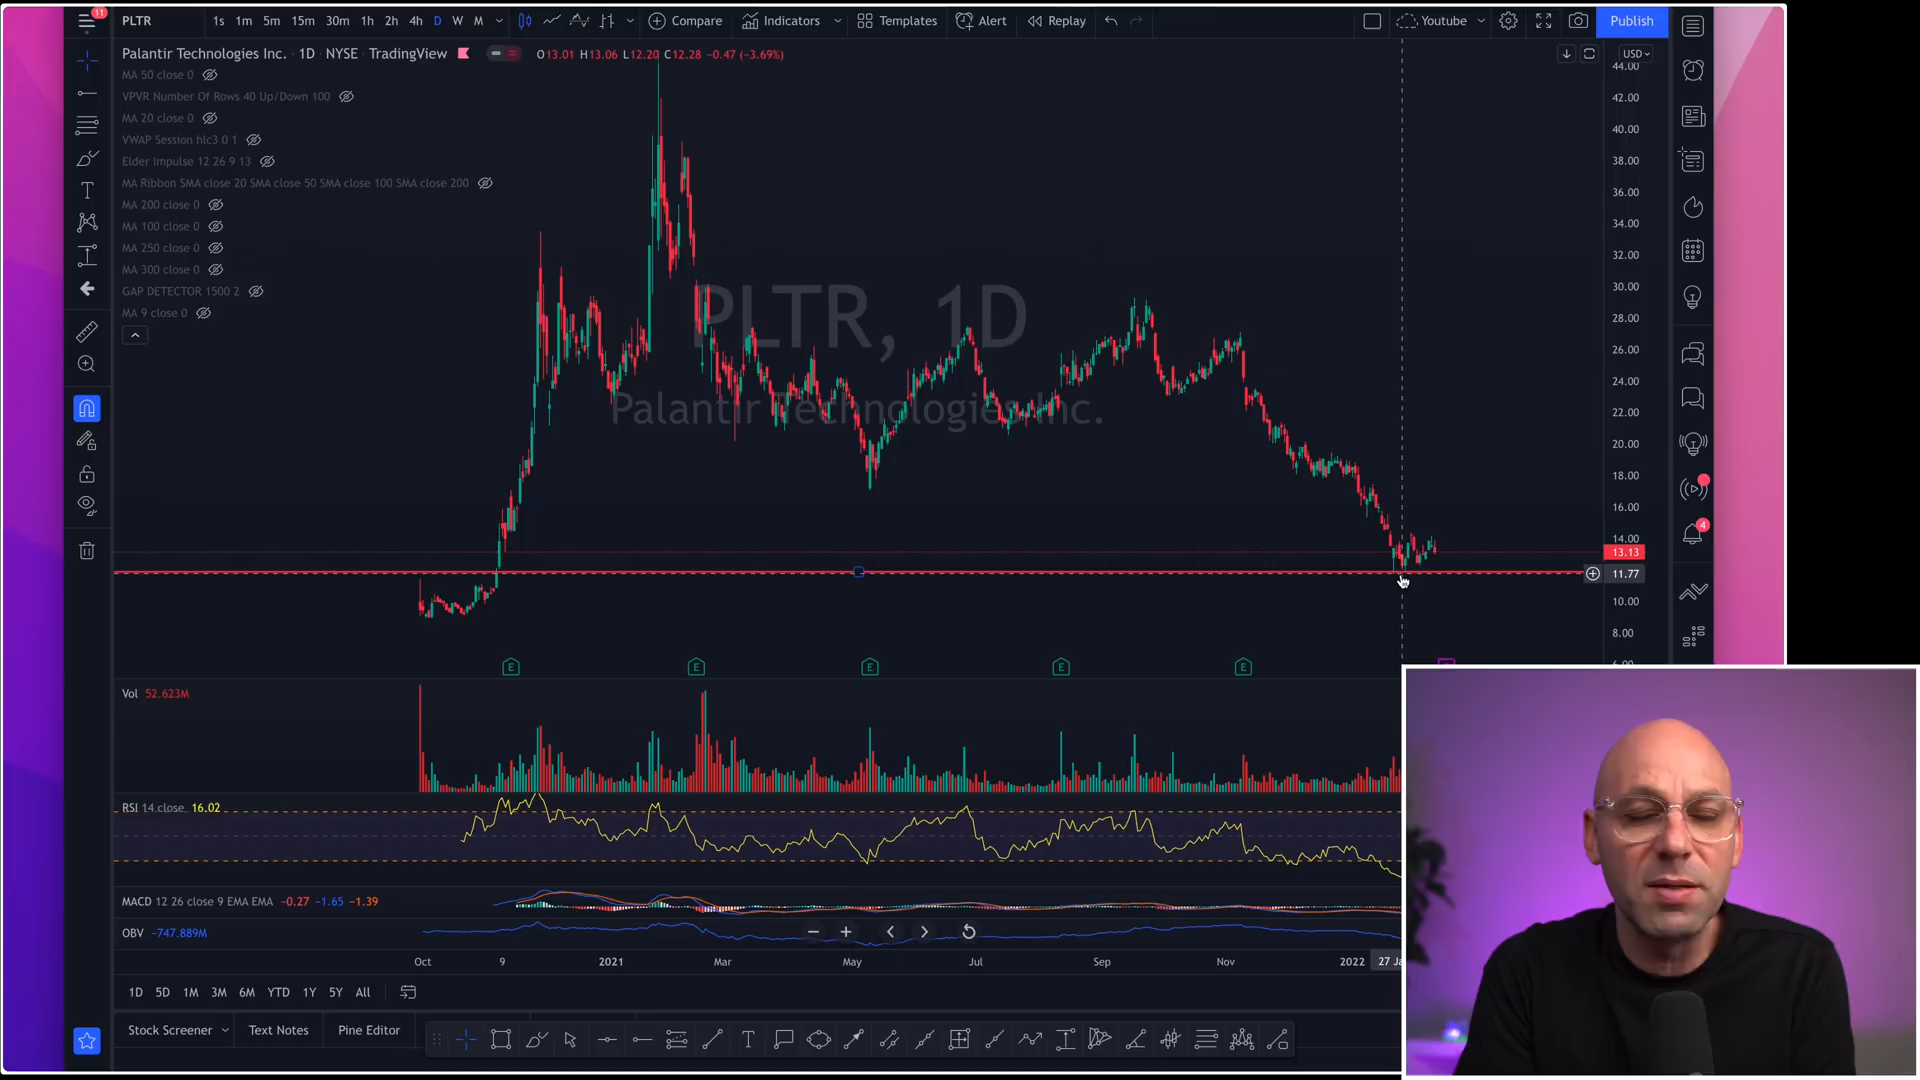 11
PLTR
1s 1m 5m 15m 30m 1h 2h 4h D W M
Compare
Indicators
Templates
Alert
Replay
Youtube
Publish
Palantir Technologies Inc. · 1D · NYSE · TradingView
O13.01 H13.06 L12.20 C12.28 −0.47 (−3.69%)
USD
MA 50 close 0
VPVR Number Of Rows 40 Up/Down 100
MA 20 close 0
VWAP Session hlc3 0 1
Elder Impulse 12 26 9 13
MA Ribbon SMA close 20 SMA close 50 SMA close 100 SMA close 200
MA 200 close 0
MA 100 close 0
MA 250 close 0
MA 300 close 0
GAP DETECTOR 1500 2
MA 9 close 0
PLTR, 1D
Palantir Technologies Inc.
44.00
42.00
40.00
38.00
36.00
34.00
32.00
30.00
28.00
26.00
24.00
22.00
20.00
18.00
16.00
14.00
13.13
11.77
10.00
8.00
4
E E E E E
Vol 52.623M
RSI 14 close 16.02
MACD 12 26 close 9 EMA EMA −0.27 −1.65 −1.39
OBV −747.889M
Oct 9 2021 Mar May Jul Sep Nov 2022 27
1D 5D 1M 3M 6M YTD 1Y 5Y All
Stock Screener
Text Notes
Pine Editor